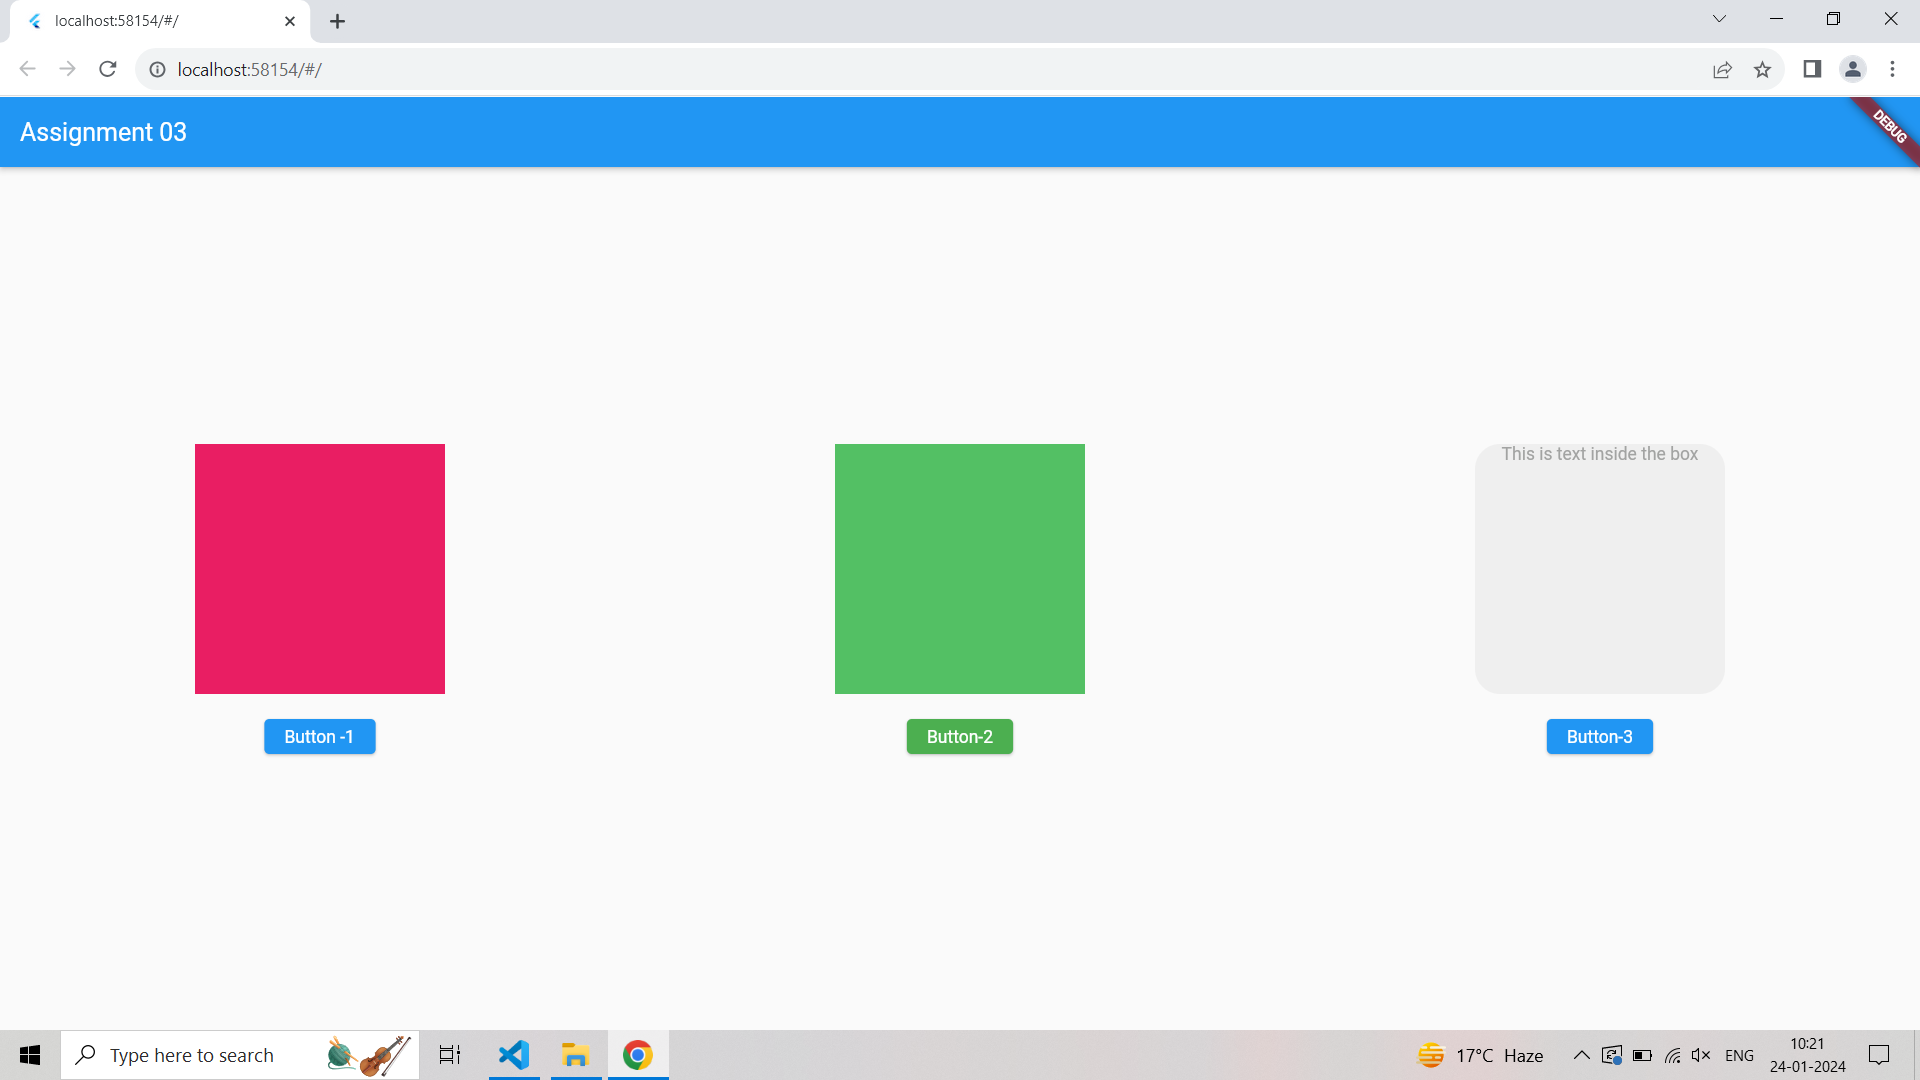 localhost:58154/#/
localhost:58154/#/
Assignment 03
DEBUG
This is text inside the box
Button -1
Button-2
Button-3
Type here to search
17°C Haze
ENG
10:21
24-01-2024